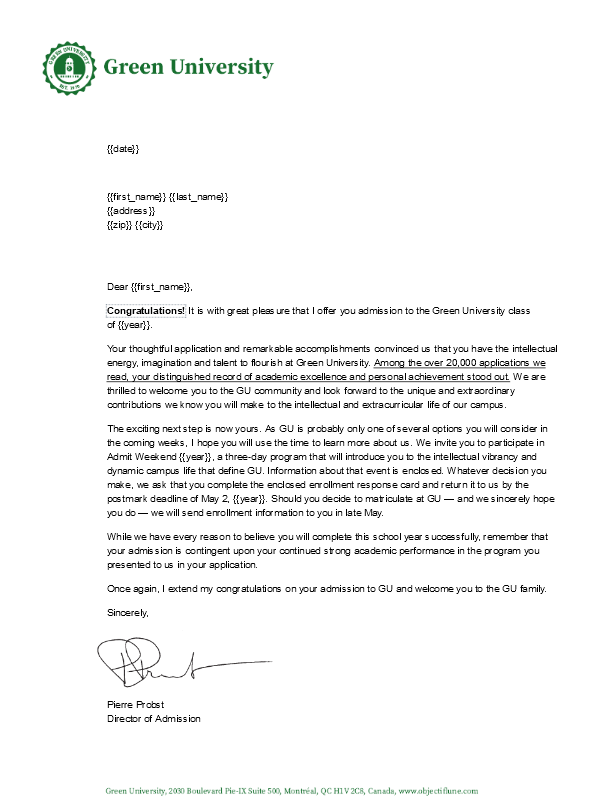 GREEN UNIVERSITY
EST. 1970
Green University
{{date}}
{{first_name}} {{last_name}}
{{address}}
{{zip}} {{city}}
Dear {{first_name}},
Congratulations! It is with great pleasure that I offer you admission to the Green University class
of {{year}}.
Your thoughtful application and remarkable accomplishments convinced us that you have the intellectual
energy, imagination and talent to flourish at Green University. Among the over 20,000 applications we
read, your distinguished record of academic excellence and personal achievement stood out. We are
thrilled to welcome you to the GU community and look forward to the unique and extraordinary
contributions we know you will make to the intellectual and extracurricular life of our campus.
The exciting next step is now yours. As GU is probably only one of several options you will consider in
the coming weeks, I hope you will use the time to learn more about us. We invite you to participate in
Admit Weekend {{year}}, a three-day program that will introduce you to the intellectual vibrancy and
dynamic campus life that define GU. Information about that event is enclosed. Whatever decision you
make, we ask that you complete the enclosed enrollment response card and return it to us by the
postmark deadline of May 2, {{year}}. Should you decide to matriculate at GU — and we sincerely hope
you do — we will send enrollment information to you in late May.
While we have every reason to believe you will complete this school year successfully, remember that
your admission is contingent upon your continued strong academic performance in the program you
presented to us in your application.
Once again, I extend my congratulations on your admission to GU and welcome you to the GU family.
Sincerely,
Pierre Probst
Director of Admission
Green University, 2030 Boulevard Pie-IX Suite 500, Montréal, QC H1V 2C8, Canada, www.objectiflune.com